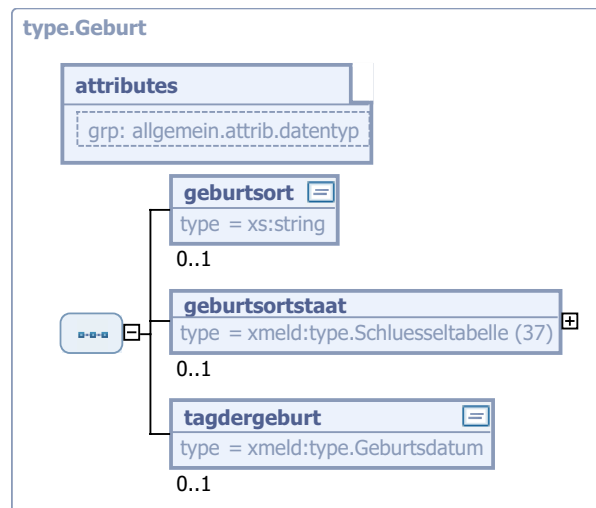 type.Geburt
attributes
grp: allgemein.attrib.datentyp
geburtsort
type = xs:string
0..1
geburtsortstaat
type = xmeld:type.Schluesseltabelle (37)
0..1
tagdergeburt
type = xmeld:type.Geburtsdatum
0..1